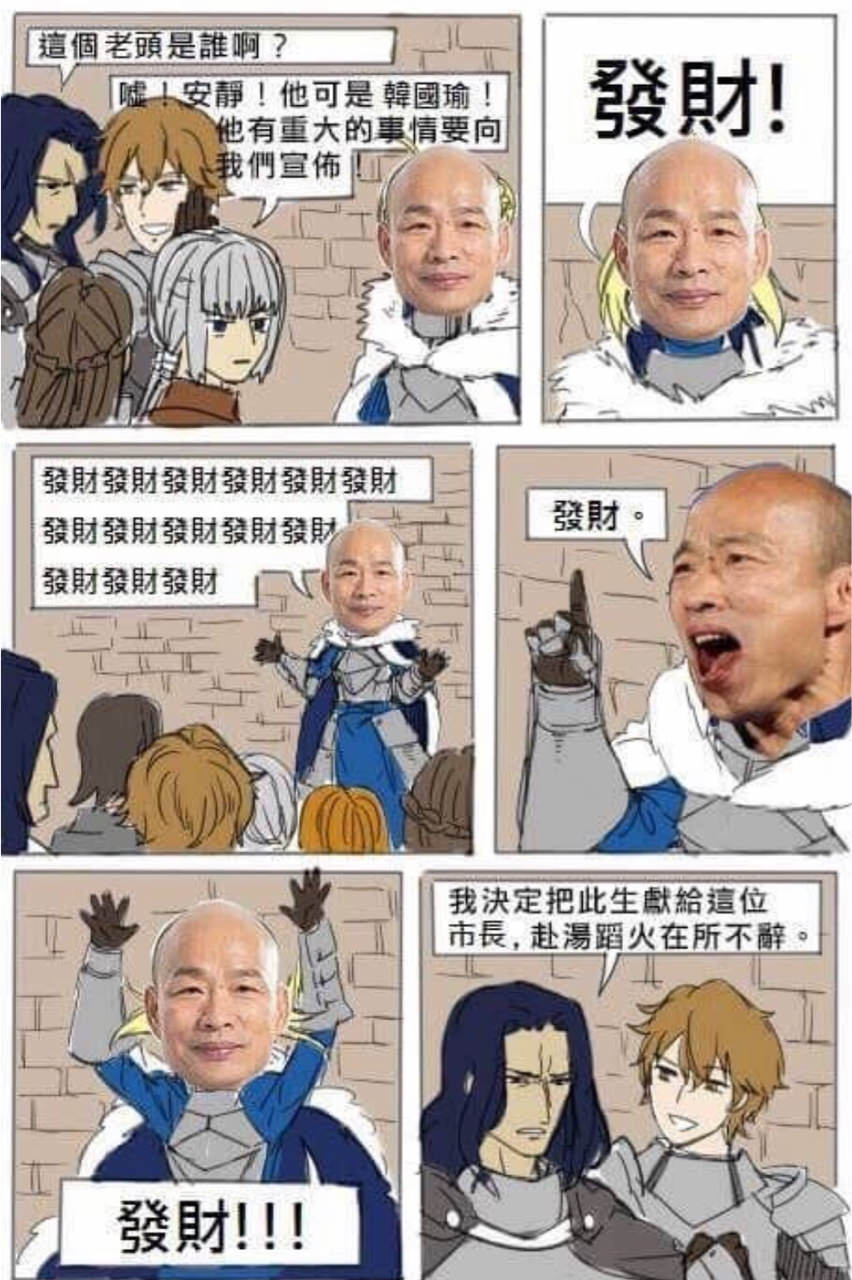 這個老頭是誰啊？
噓！安靜！他可是 韓國瑜！
他有重大的事情要向
我們宣佈！
發財!
發財發財發財發財發財發財
發財發財發財發財發財
發財發財發財
發財。
發財!!!
我決定把此生獻給這位
市長,赴湯蹈火在所不辭。